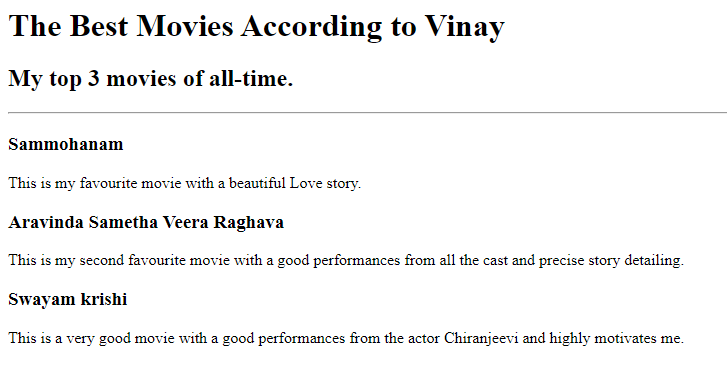 The Best Movies According to Vinay
My top 3 movies of all-time.
Sammohanam
This is my favourite movie with a beautiful Love story.
Aravinda Sametha Veera Raghava
This is my second favourite movie with a good performances from all the cast and precise story detailing.
Swayam krishi
This is a very good movie with a good performances from the actor Chiranjeevi and highly motivates me.